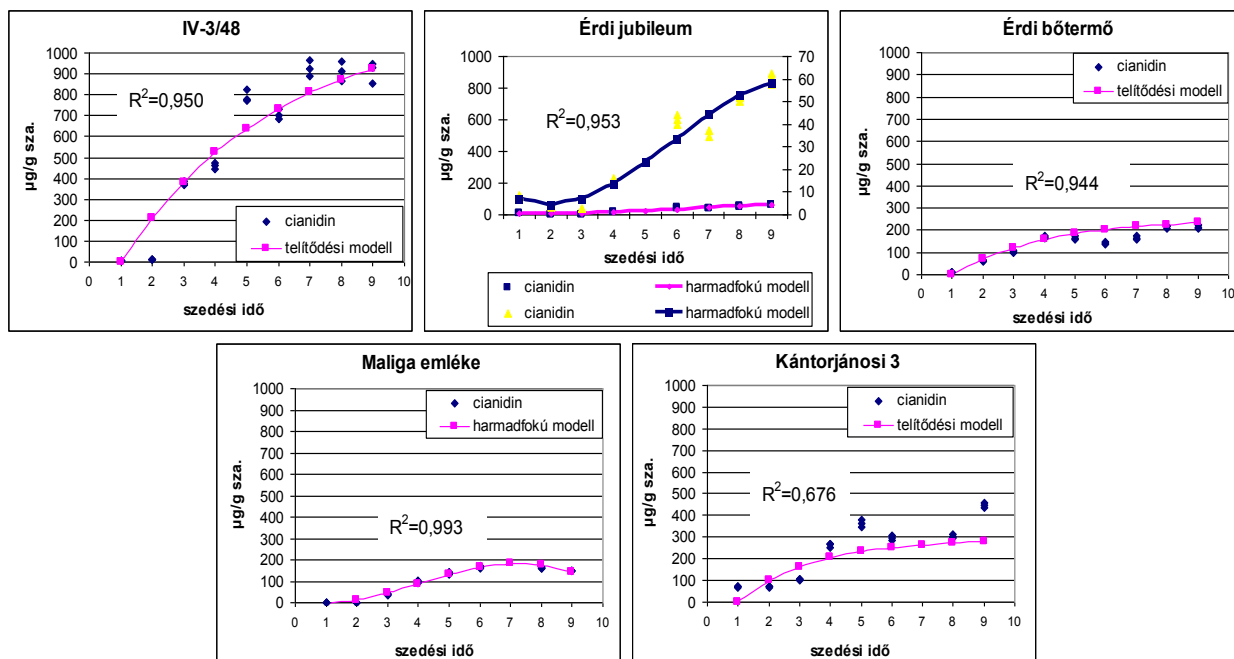 IV-3/48
1000
900
800
700
600
500
400
300
200
100
0
µg/g sza.
R²=0,950
cianidin
telítődési modell
0 1 2 3 4 5 6 7 8 9 10
szedési idő
Érdi jubileum
1000
800
600
400
200
0
µg/g sza.
R²=0,953
70
60
50
40
30
20
10
0
1 2 3 4 5 6 7 8 9
szedési idő
cianidin harmadfokú modell
cianidin harmadfokú modell
Érdi bőtermő
1000
900
800
700
600
500
400
300
200
100
0
µg/g sza.
cianidin
telítődési modell
R²=0,944
0 1 2 3 4 5 6 7 8 9 10
szedési idő
Maliga emléke
1000
900
800
700
600
500
400
300
200
100
0
µg/g sza.
cianidin
harmadfokú modell
R²=0,993
0 1 2 3 4 5 6 7 8 9 10
szedési idő
Kántorjánosi 3
1000
900
800
700
600
500
400
300
200
100
0
µg/g sza.
cianidin
telítődési modell
R²=0,676
0 1 2 3 4 5 6 7 8 9 10
szedési idő